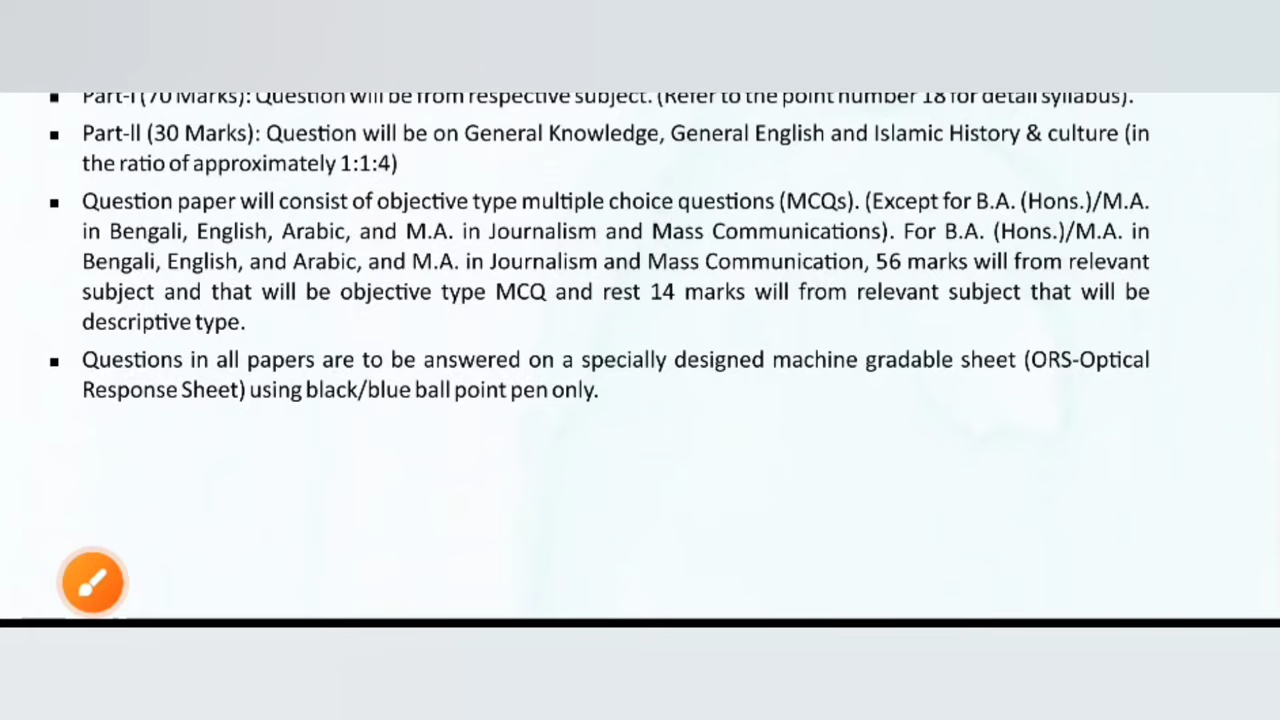 Part-I (70 Marks): Question will be from respective subject. (Refer to the point number 18 for detail syllabus).
Part-II (30 Marks): Question will be on General Knowledge, General English and Islamic History & culture (in
the ratio of approximately 1:1:4)
Question paper will consist of objective type multiple choice questions (MCQs). (Except for B.A. (Hons.)/M.A.
in Bengali, English, Arabic, and M.A. in Journalism and Mass Communications). For B.A. (Hons.)/M.A. in
Bengali, English, and Arabic, and M.A. in Journalism and Mass Communication, 56 marks will from relevant
subject and that will be objective type MCQ and rest 14 marks will from relevant subject that will be
descriptive type.
Questions in all papers are to be answered on a specially designed machine gradable sheet (ORS-Optical
Response Sheet) using black/blue ball point pen only.